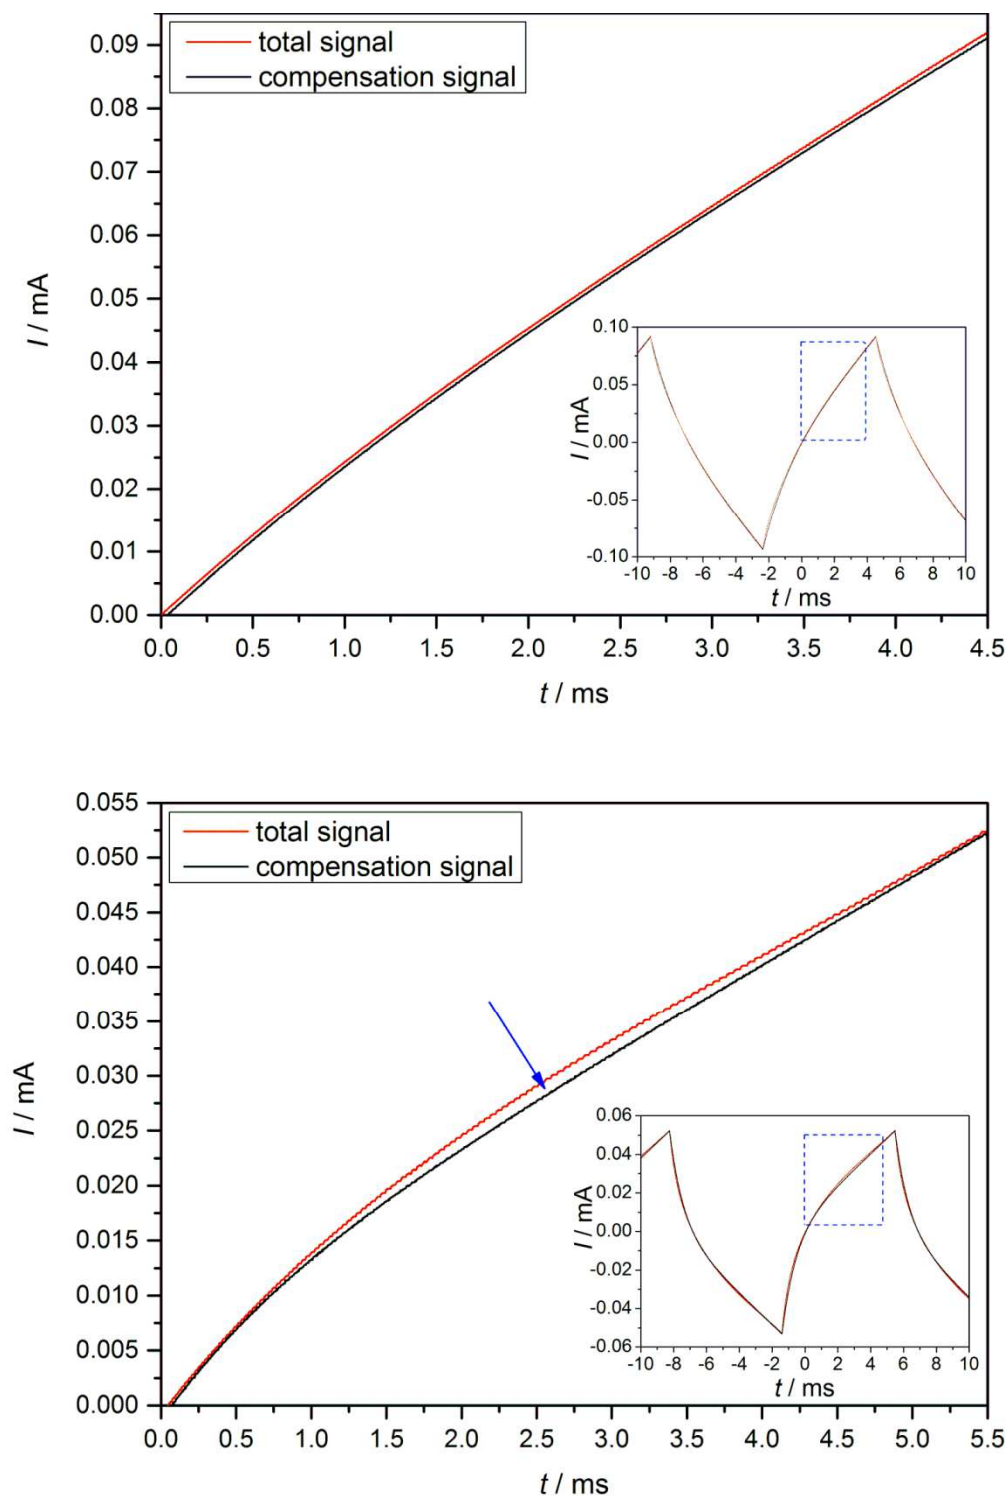 total signal
compensation signal
0.09
0.08
0.07
0.06
0.05
0.04
0.03
0.02
0.01
0.00
I / mA
0.0 0.5 1.0 1.5 2.0 2.5 3.0 3.5 4.0 4.5
t / ms
0.10
0.05
0.00
-0.05
-0.10
I / mA
-10 -8 -6 -4 -2 0 2 4 6 8 10
t / ms
total signal
compensation signal
0.055
0.050
0.045
0.040
0.035
0.030
0.025
0.020
0.015
0.010
0.005
0.000
I / mA
0.0 0.5 1.0 1.5 2.0 2.5 3.0 3.5 4.0 4.5 5.0 5.5
t / ms
0.06
0.04
0.02
0.00
-0.02
-0.04
-0.06
I / mA
-10 -8 -6 -4 -2 0 2 4 6 8 10
t / ms